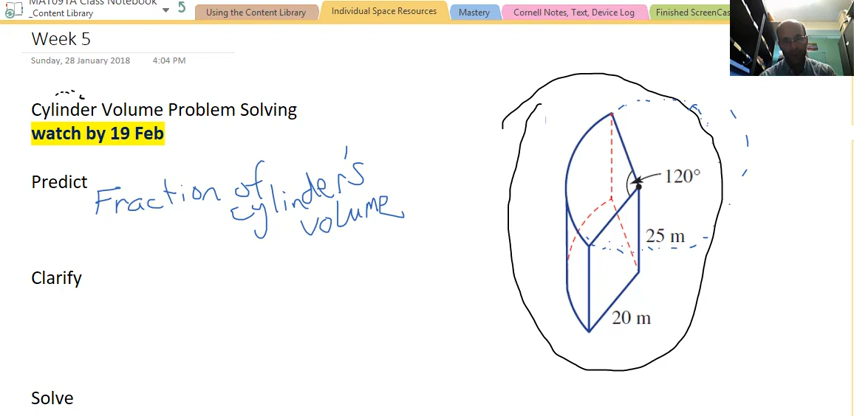 MAT091A Class Notebook
_Content Library
5
Using the Content Library
Individual Space Resources
Mastery
Cornell Notes, Text, Device Log
Finished ScreenCas
Week 5
Sunday, 28 January 2018 4:04 PM
Cylinder Volume Problem Solving
watch by 19 Feb
Predict
Fraction of
cylinder's
volume
120°
25 m
20 m
Clarify
Solve